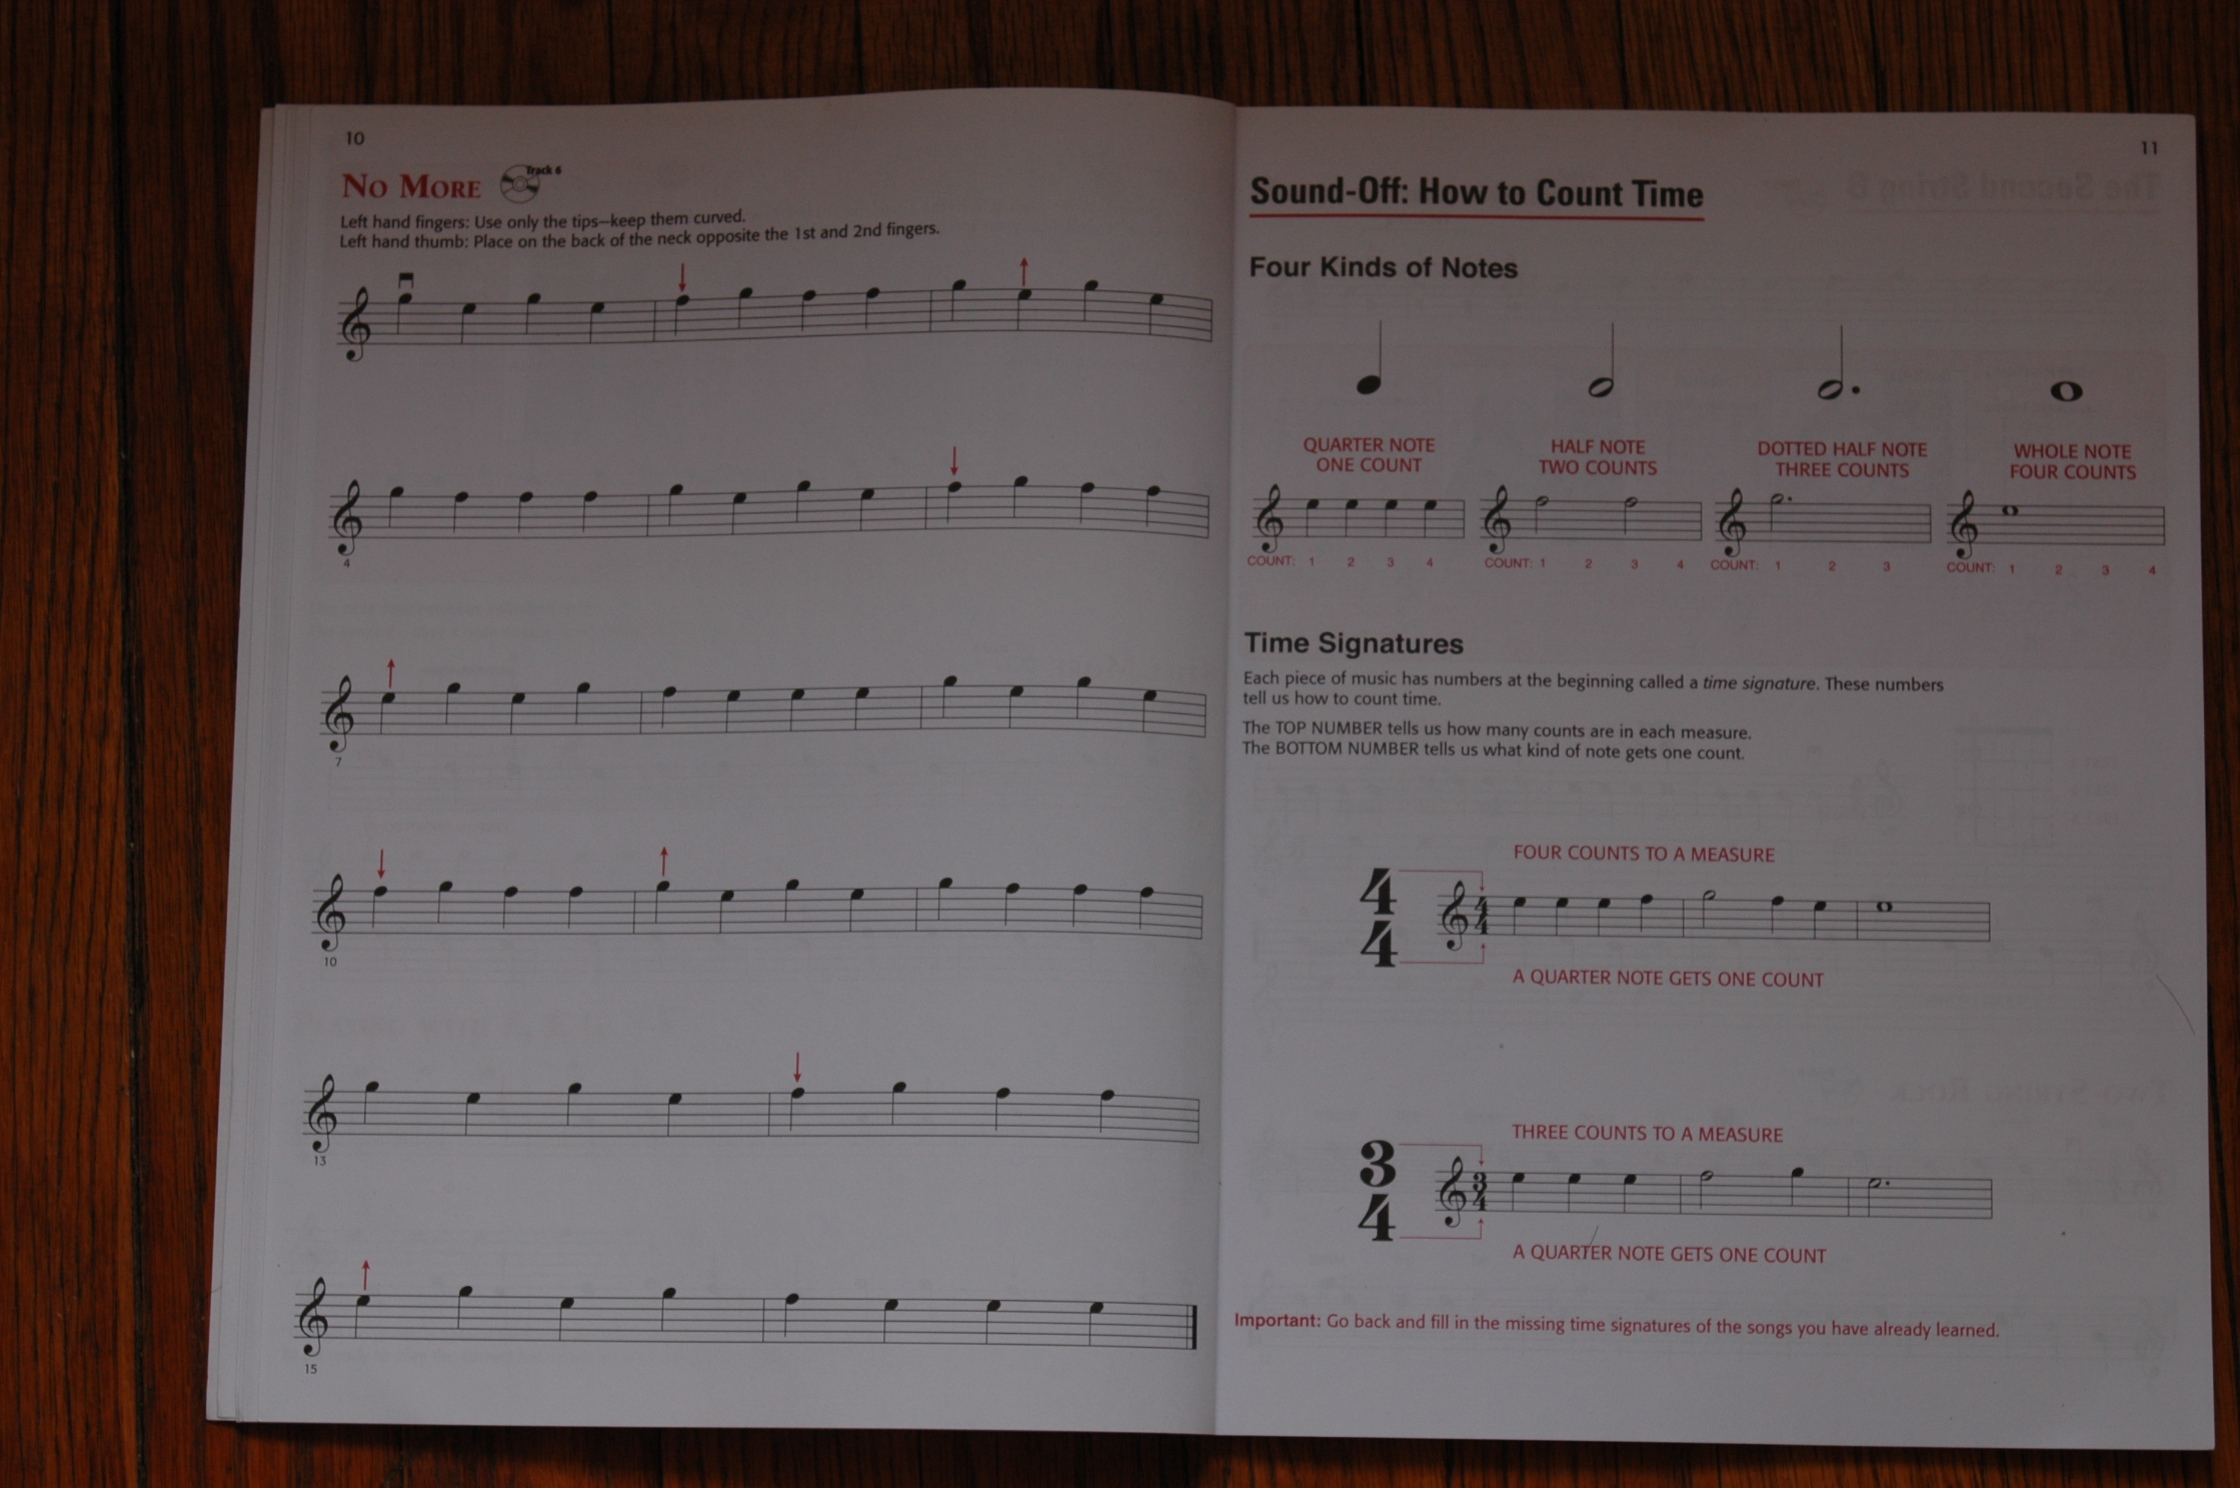 10
No More
Track 6
Left hand fingers: Use only the tips—keep them curved.
Left hand thumb: Place on the back of the neck opposite the 1st and 2nd fingers.
4
7
10
13
15
11
Sound-Off: How to Count Time
Four Kinds of Notes
QUARTER NOTE
ONE COUNT
HALF NOTE
TWO COUNTS
DOTTED HALF NOTE
THREE COUNTS
WHOLE NOTE
FOUR COUNTS
COUNT: 1 2 3 4
COUNT: 1 2 3 4
COUNT: 1 2 3
COUNT: 1 2 3 4
Time Signatures
Each piece of music has numbers at the beginning called a time signature. These numbers
tell us how to count time.
The TOP NUMBER tells us how many counts are in each measure.
The BOTTOM NUMBER tells us what kind of note gets one count.
FOUR COUNTS TO A MEASURE
4 4
4 4
A QUARTER NOTE GETS ONE COUNT
THREE COUNTS TO A MEASURE
3 3
4 4
A QUARTER NOTE GETS ONE COUNT
Important: Go back and fill in the missing time signatures of the songs you have already learned.